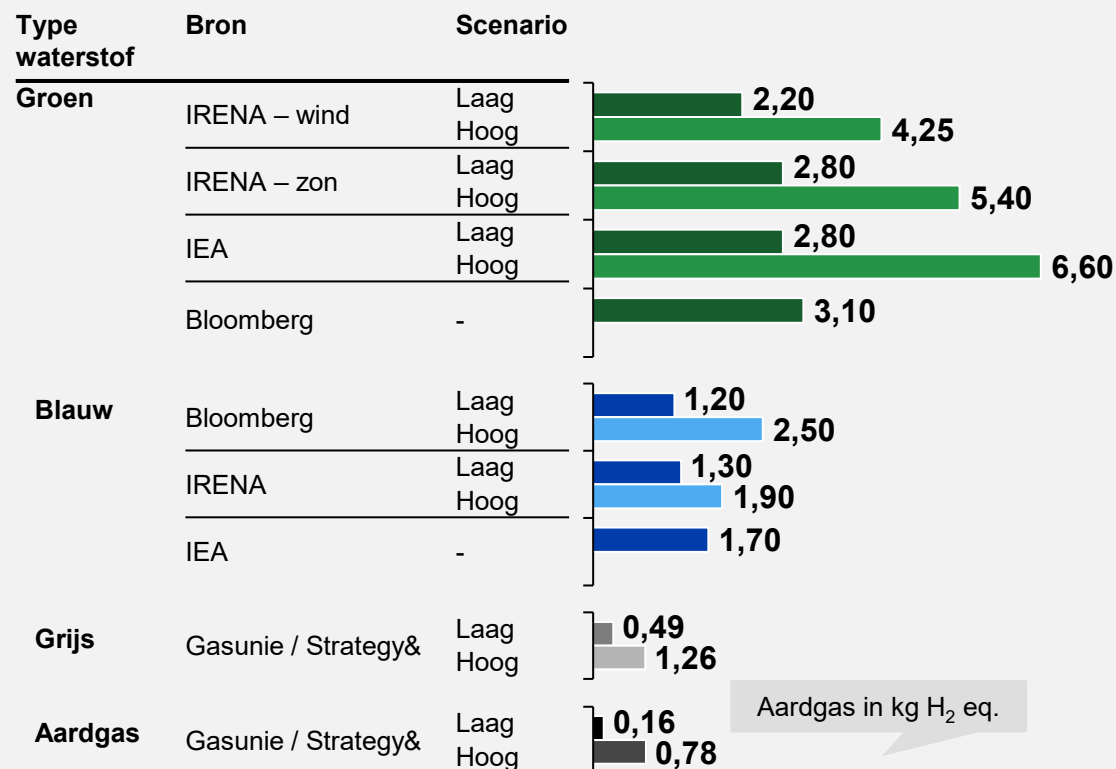 Type waterstof Bron Scenario
Groen
IRENA – wind Laag 2,20
Hoog 4,25
IRENA – zon Laag 2,80
Hoog 5,40
IEA Laag 2,80
Hoog 6,60
Bloomberg - 3,10
Blauw
Bloomberg Laag 1,20
Hoog 2,50
IRENA Laag 1,30
Hoog 1,90
IEA - 1,70
Grijs
Gasunie / Strategy& Laag 0,49
Hoog 1,26
Aardgas in kg H₂ eq.
Aardgas
Gasunie / Strategy& Laag 0,16
Hoog 0,78